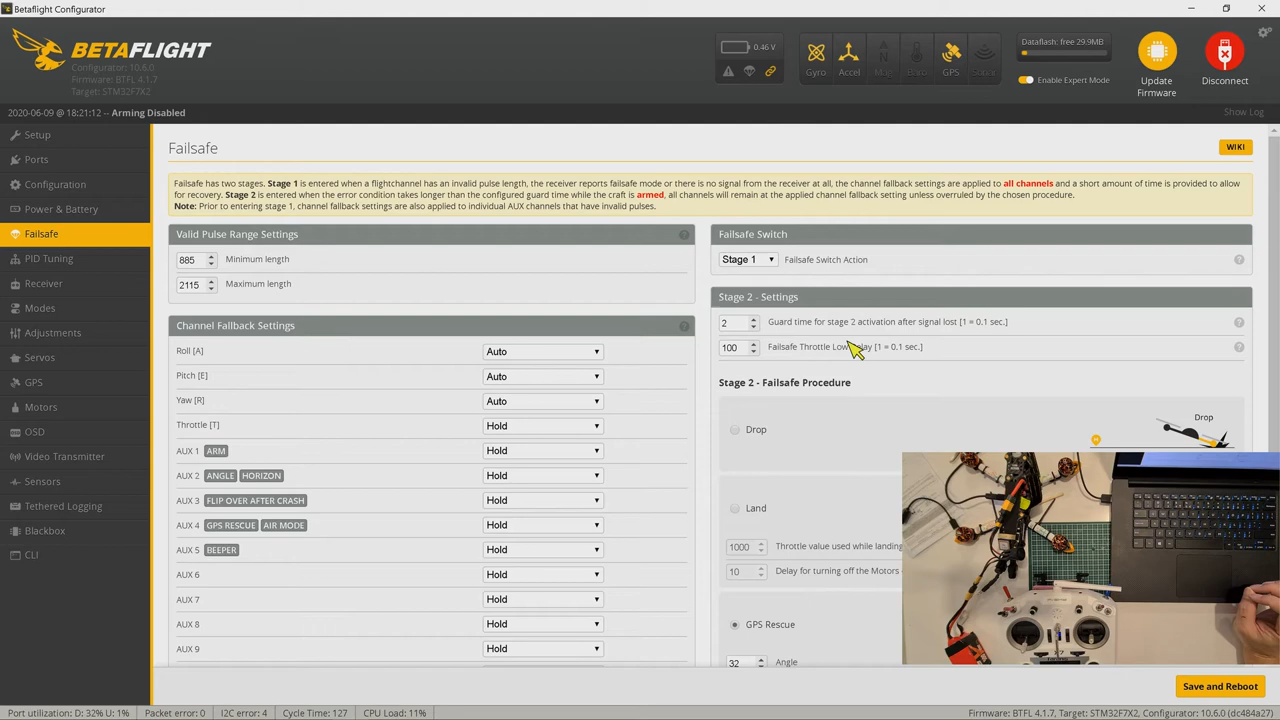 Betaflight Configurator
BETAFLIGHT
Configurator: 10.6.0
Firmware: BTFL 4.1.7
Target: STM32F7X2
0.46 V
Gyro
Accel
Mag
Baro
GPS
Sonar
Dataflash: free 29.9MB
Enable Expert Mode
Update
Firmware
Disconnect
2020-06-09 @ 18:21:12 -- Arming Disabled
Show Log
Setup
Ports
Configuration
Power & Battery
Failsafe
PID Tuning
Receiver
Modes
Adjustments
Servos
GPS
Motors
OSD
Video Transmitter
Sensors
Tethered Logging
Blackbox
CLI
Failsafe
WIKI
Failsafe has two stages. Stage 1 is entered when a flightchannel has an invalid pulse length, the receiver reports failsafe mode or there is no signal from the receiver at all, the channel fallback settings are applied to all channels and a short amount of time is provided to allow
for recovery. Stage 2 is entered when the error condition takes longer than the configured guard time while the craft is armed, all channels will remain at the applied channel fallback setting unless overruled by the chosen procedure.
Note: Prior to entering stage 1, channel fallback settings are also applied to individual AUX channels that have invalid pulses.
Valid Pulse Range Settings
885 Minimum length
2115 Maximum length
Channel Fallback Settings
Roll [A] Auto
Pitch [E] Auto
Yaw [R] Auto
Throttle [T] Hold
AUX 1 ARM Hold
AUX 2 ANGLE HORIZON Hold
AUX 3 FLIP OVER AFTER CRASH Hold
AUX 4 GPS RESCUE AIR MODE Hold
AUX 5 BEEPER Hold
AUX 6 Hold
AUX 7 Hold
AUX 8 Hold
AUX 9 Hold
Failsafe Switch
Stage 1 Failsafe Switch Action
Stage 2 - Settings
2 Guard time for stage 2 activation after signal lost [1 = 0.1 sec.]
100 Failsafe Throttle Low elay [1 = 0.1 sec.]
Stage 2 - Failsafe Procedure
Drop
Drop
Land
1000 Throttle value used while landing
10 Delay for turning off the Motors
GPS Rescue
32 Angle
Save and Reboot
Port utilization: D: 32% U: 1%
Packet error: 0
I2C error: 4
Cycle Time: 127
CPU Load: 11%
Firmware: BTFL 4.1.7, Target: STM32F7X2, Configurator: 10.6.0 (dc484a27)